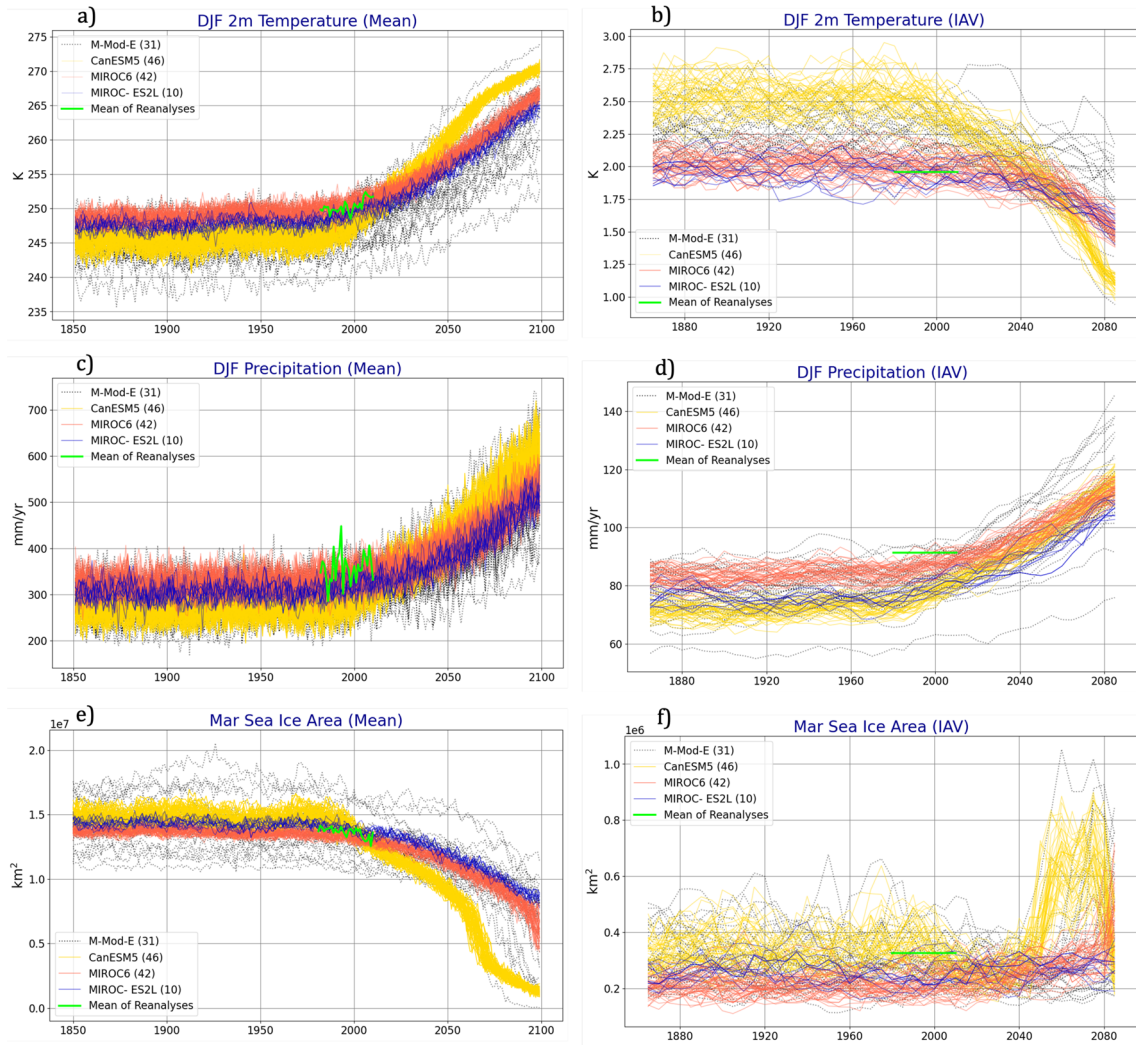 a)
DJF 2m Temperature (Mean)
275
270
265
260
255
250
245
240
235
K
M-Mod-E (31)
CanESM5 (46)
MIROC6 (42)
MIROC- ES2L (10)
Mean of Reanalyses
1850
1900
1950
2000
2050
2100
b)
DJF 2m Temperature (IAV)
3.00
2.75
2.50
2.25
2.00
1.75
1.50
1.25
1.00
K
M-Mod-E (31)
CanESM5 (46)
MIROC6 (42)
MIROC- ES2L (10)
Mean of Reanalyses
1880
1920
1960
2000
2040
2080
c)
DJF Precipitation (Mean)
700
600
500
400
300
200
mm/yr
M-Mod-E (31)
CanESM5 (46)
MIROC6 (42)
MIROC- ES2L (10)
Mean of Reanalyses
1850
1900
1950
2000
2050
2100
d)
DJF Precipitation (IAV)
140
120
100
80
60
mm/yr
M-Mod-E (31)
CanESM5 (46)
MIROC6 (42)
MIROC- ES2L (10)
Mean of Reanalyses
1880
1920
1960
2000
2040
2080
e)
Mar Sea Ice Area (Mean)
1e7
2.0
1.5
1.0
0.5
0.0
km²
M-Mod-E (31)
CanESM5 (46)
MIROC6 (42)
MIROC- ES2L (10)
Mean of Reanalyses
1850
1900
1950
2000
2050
2100
f)
Mar Sea Ice Area (IAV)
1e6
1.0
0.8
0.6
0.4
0.2
km²
M-Mod-E (31)
CanESM5 (46)
MIROC6 (42)
MIROC- ES2L (10)
Mean of Reanalyses
1880
1920
1960
2000
2040
2080